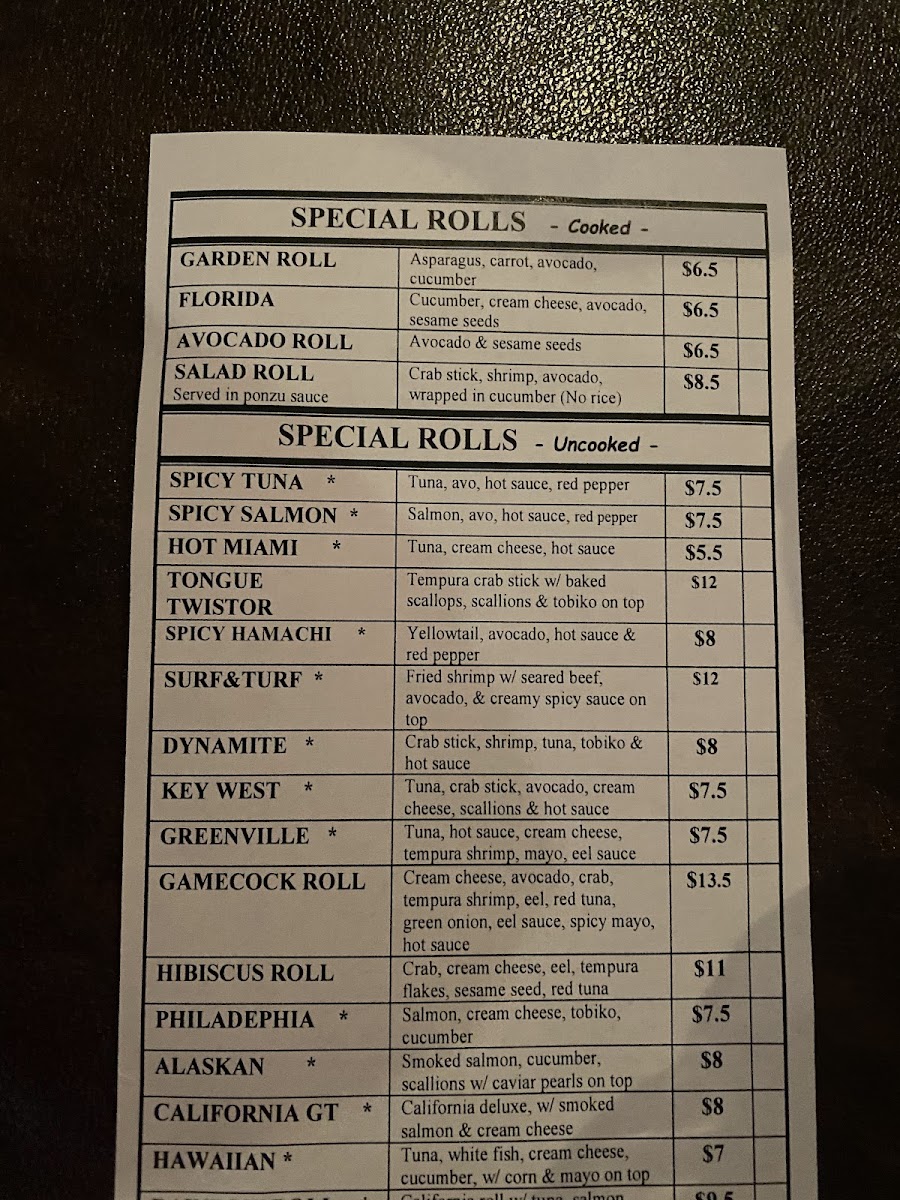 SPECIAL ROLLS - Cooked -
GARDEN ROLL Asparagus, carrot, avocado, $6.5
cucumber
FLORIDA Cucumber, cream cheese, avocado, $6.5
sesame seeds
AVOCADO ROLL Avocado & sesame seeds $6.5
SALAD ROLL Crab stick, shrimp, avocado, $8.5
Served in ponzu sauce wrapped in cucumber (No rice)
SPECIAL ROLLS - Uncooked -
SPICY TUNA * Tuna, avo, hot sauce, red pepper $7.5
SPICY SALMON * Salmon, avo, hot sauce, red pepper $7.5
HOT MIAMI * Tuna, cream cheese, hot sauce $5.5
TONGUE Tempura crab stick w/ baked $12
TWISTOR scallops, scallions & tobiko on top
SPICY HAMACHI * Yellowtail, avocado, hot sauce & $8
red pepper
SURF&TURF * Fried shrimp w/ seared beef, $12
avocado, & creamy spicy sauce on
top
DYNAMITE * Crab stick, shrimp, tuna, tobiko & $8
hot sauce
KEY WEST * Tuna, crab stick, avocado, cream $7.5
cheese, scallions & hot sauce
GREENVILLE * Tuna, hot sauce, cream cheese, $7.5
tempura shrimp, mayo, eel sauce
GAMECOCK ROLL Cream cheese, avocado, crab, $13.5
tempura shrimp, eel, red tuna,
green onion, eel sauce, spicy mayo,
hot sauce
HIBISCUS ROLL Crab, cream cheese, eel, tempura $11
flakes, sesame seed, red tuna
PHILADEPHIA * Salmon, cream cheese, tobiko, $7.5
cucumber
ALASKAN * Smoked salmon, cucumber, $8
scallions w/ caviar pearls on top
CALIFORNIA GT * California deluxe, w/ smoked $8
salmon & cream cheese
HAWAIIAN * Tuna, white fish, cream cheese, $7
cucumber, w/ corn & mayo on top
California roll w/ tuna, salmon $9.5